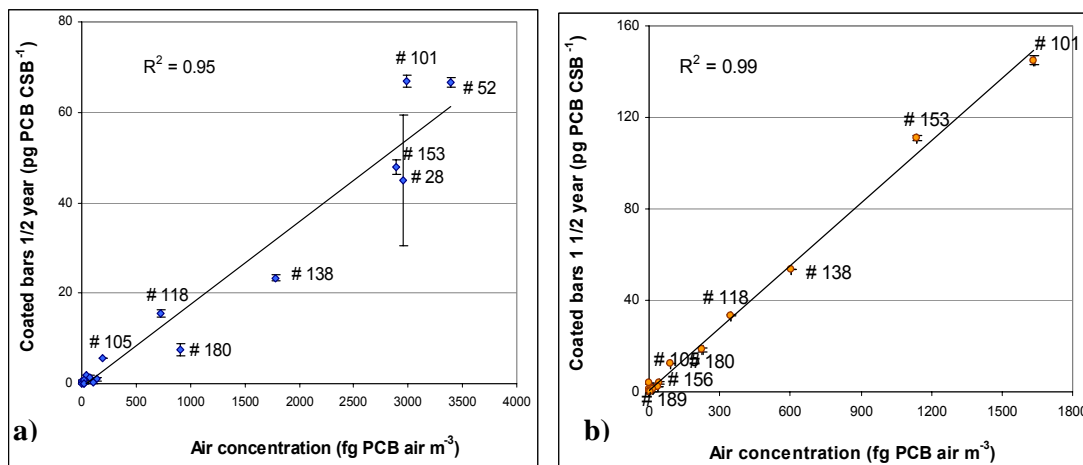 a)
Coated bars 1/2 year (pg PCB CSB⁻¹)
80
60
40
20
0
R² = 0.95
# 101
# 52
# 153
# 28
# 138
# 118
# 180
# 105
0 500 1000 1500 2000 2500 3000 3500 4000
Air concentration (fg PCB air m⁻³)
b)
Coated bars 1 1/2 year (pg PCB CSB⁻¹)
160
120
80
40
0
R² = 0.99
# 101
# 153
# 138
# 118
# 105
# 180
# 156
# 189
0 300 600 900 1200 1500 1800
Air concentration (fg PCB air m⁻³)